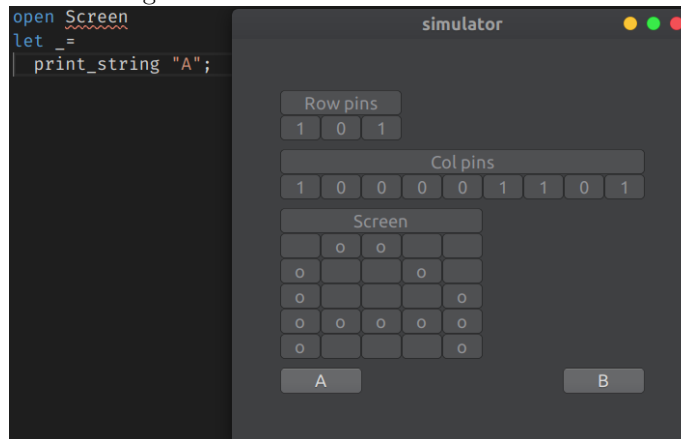 open Screen
let _=
print_string "A";
simulator
Row pins
1 0 1
Col pins
1 0 0 0 0 1 1 0 1
Screen
o o
o o
o o
o o o o o
o o
A B